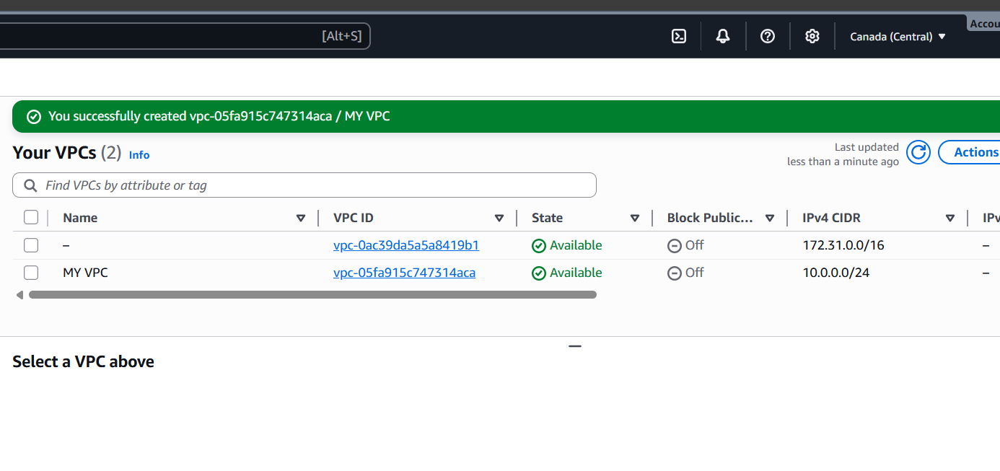 [Alt+S] Canada (Central) Accou
You successfully created vpc-05fa915c747314aca / MY VPC
Your VPCs (2) Info
Last updated
less than a minute ago
Actions
Find VPCs by attribute or tag
Name VPC ID State Block Public... IPv4 CIDR IPv
– vpc-0ac39da5a5a8419b1 Available Off 172.31.0.0/16 –
MY VPC vpc-05fa915c747314aca Available Off 10.0.0.0/24 –
Select a VPC above